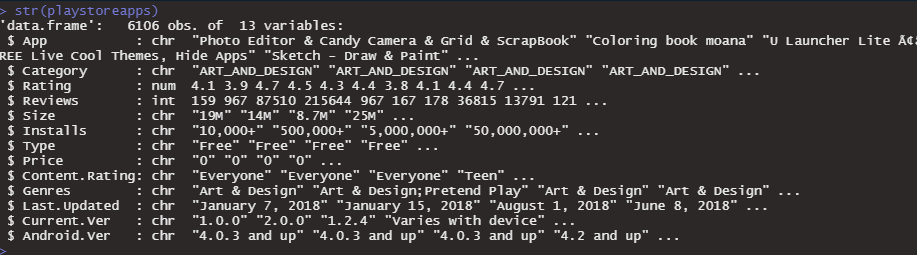 > str(playstoreapps)
'data.frame':   6106 obs. of  13 variables:
 $ App           : chr  "Photo Editor & Candy Camera & Grid & ScrapBook" "Coloring book moana" "U Launcher Lite Ã¢â
REE Live Cool Themes, Hide Apps" "Sketch - Draw & Paint" ...
 $ Category      : chr  "ART_AND_DESIGN" "ART_AND_DESIGN" "ART_AND_DESIGN" "ART_AND_DESIGN" ...
 $ Rating        : num  4.1 3.9 4.7 4.5 4.3 4.4 3.8 4.1 4.4 4.7 ...
 $ Reviews       : int  159 967 87510 215644 967 167 178 36815 13791 121 ...
 $ Size          : chr  "19M" "14M" "8.7M" "25M" ...
 $ Installs      : chr  "10,000+" "500,000+" "5,000,000+" "50,000,000+" ...
 $ Type          : chr  "Free" "Free" "Free" "Free" ...
 $ Price         : chr  "0" "0" "0" "0" ...
 $ Content.Rating: chr  "Everyone" "Everyone" "Everyone" "Teen" ...
 $ Genres        : chr  "Art & Design" "Art & Design;Pretend Play" "Art & Design" "Art & Design" ...
 $ Last.Updated  : chr  "January 7, 2018" "January 15, 2018" "August 1, 2018" "June 8, 2018" ...
 $ Current.Ver   : chr  "1.0.0" "2.0.0" "1.2.4" "Varies with device" ...
 $ Android.Ver   : chr  "4.0.3 and up" "4.0.3 and up" "4.0.3 and up" "4.2 and up" ...
>